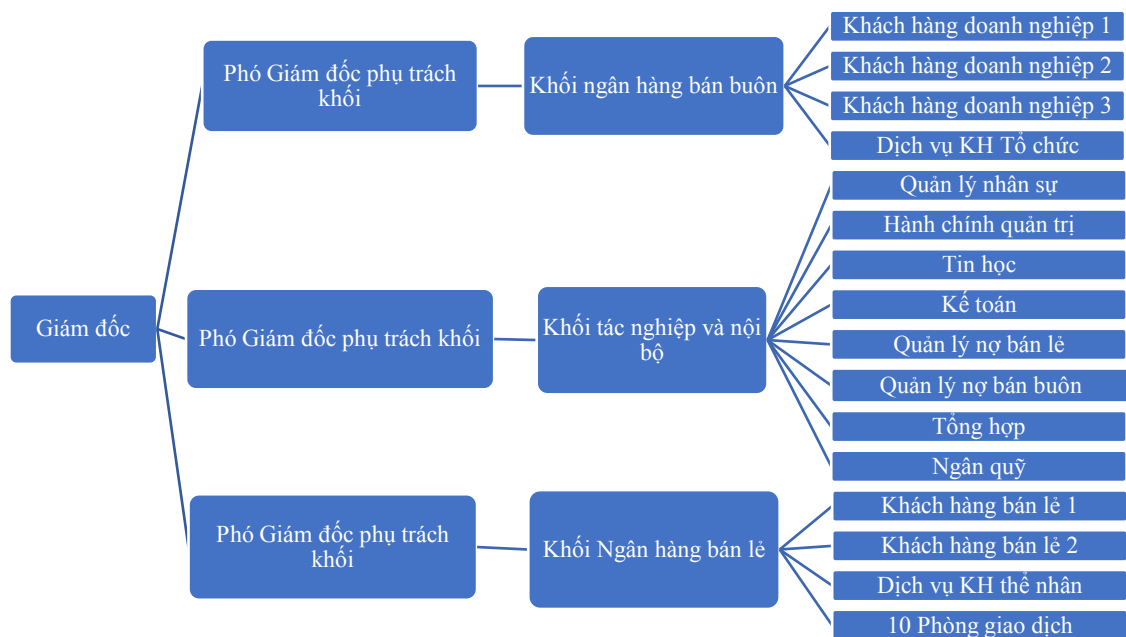 Giám đốc
Phó Giám đốc phụ trách
khối
Khối ngân hàng bán buôn
Khách hàng doanh nghiệp 1
Khách hàng doanh nghiệp 2
Khách hàng doanh nghiệp 3
Dịch vụ KH Tổ chức
Phó Giám đốc phụ trách khối
Khối tác nghiệp và nội
bộ
Quản lý nhân sự
Hành chính quản trị
Tin học
Kế toán
Quản lý nợ bán lẻ
Quản lý nợ bán buôn
Tổng hợp
Ngân quỹ
Phó Giám đốc phụ trách
khối
Khối Ngân hàng bán lẻ
Khách hàng bán lẻ 1
Khách hàng bán lẻ 2
Dịch vụ KH thể nhân
10 Phòng giao dịch